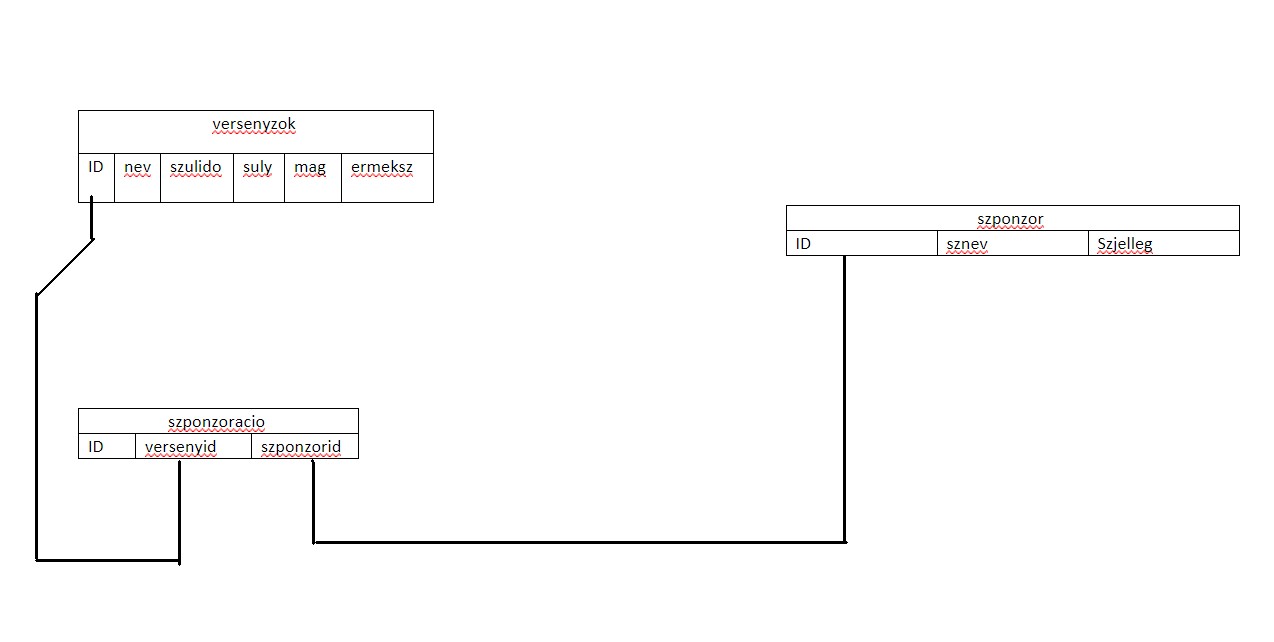 versenyzok
ID nev szulido suly mag ermeksz
szponzor
ID sznev Szjelleg
szponzoracio
ID versenyid szponzorid